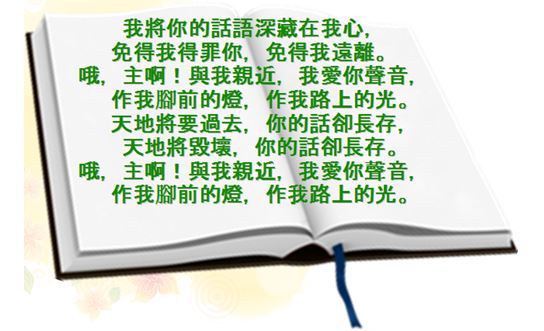 我將你的話語深藏在我心,
免得我得罪你, 免得我遠離。
哦, 主啊！與我親近, 我愛你聲音,
作我腳前的燈, 作我路上的光。
天地將要過去, 你的話卻長存,
天地將毀壞, 你的話卻長存。
哦, 主啊！與我親近, 我愛你聲音,
作我腳前的燈, 作我路上的光。